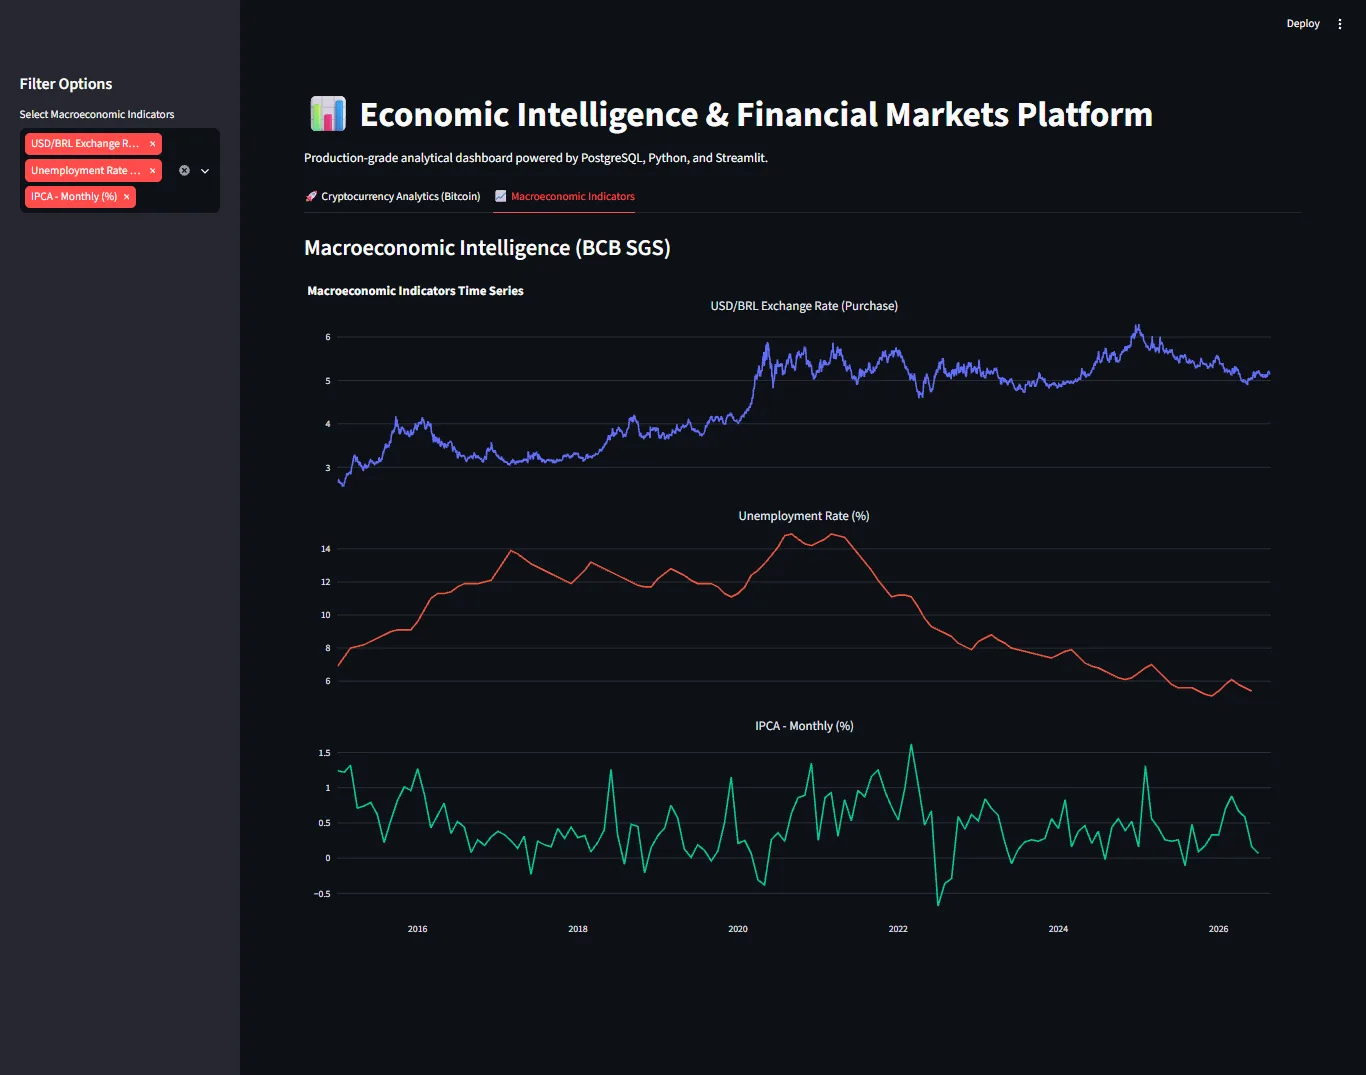 Deploy
Filter Options
Select Macroeconomic Indicators
USD/BRL Exchange R... ×
Unemployment Rate ... ×
IPCA - Monthly (%) ×
Economic Intelligence & Financial Markets Platform
Production-grade analytical dashboard powered by PostgreSQL, Python, and Streamlit.
Cryptocurrency Analytics (Bitcoin) Macroeconomic Indicators
Macroeconomic Intelligence (BCB SGS)
Macroeconomic Indicators Time Series
USD/BRL Exchange Rate (Purchase)
6
5
4
3
Unemployment Rate (%)
14
12
10
8
6
IPCA - Monthly (%)
1.5
1
0.5
0
−0.5
2016 2018 2020 2022 2024 2026